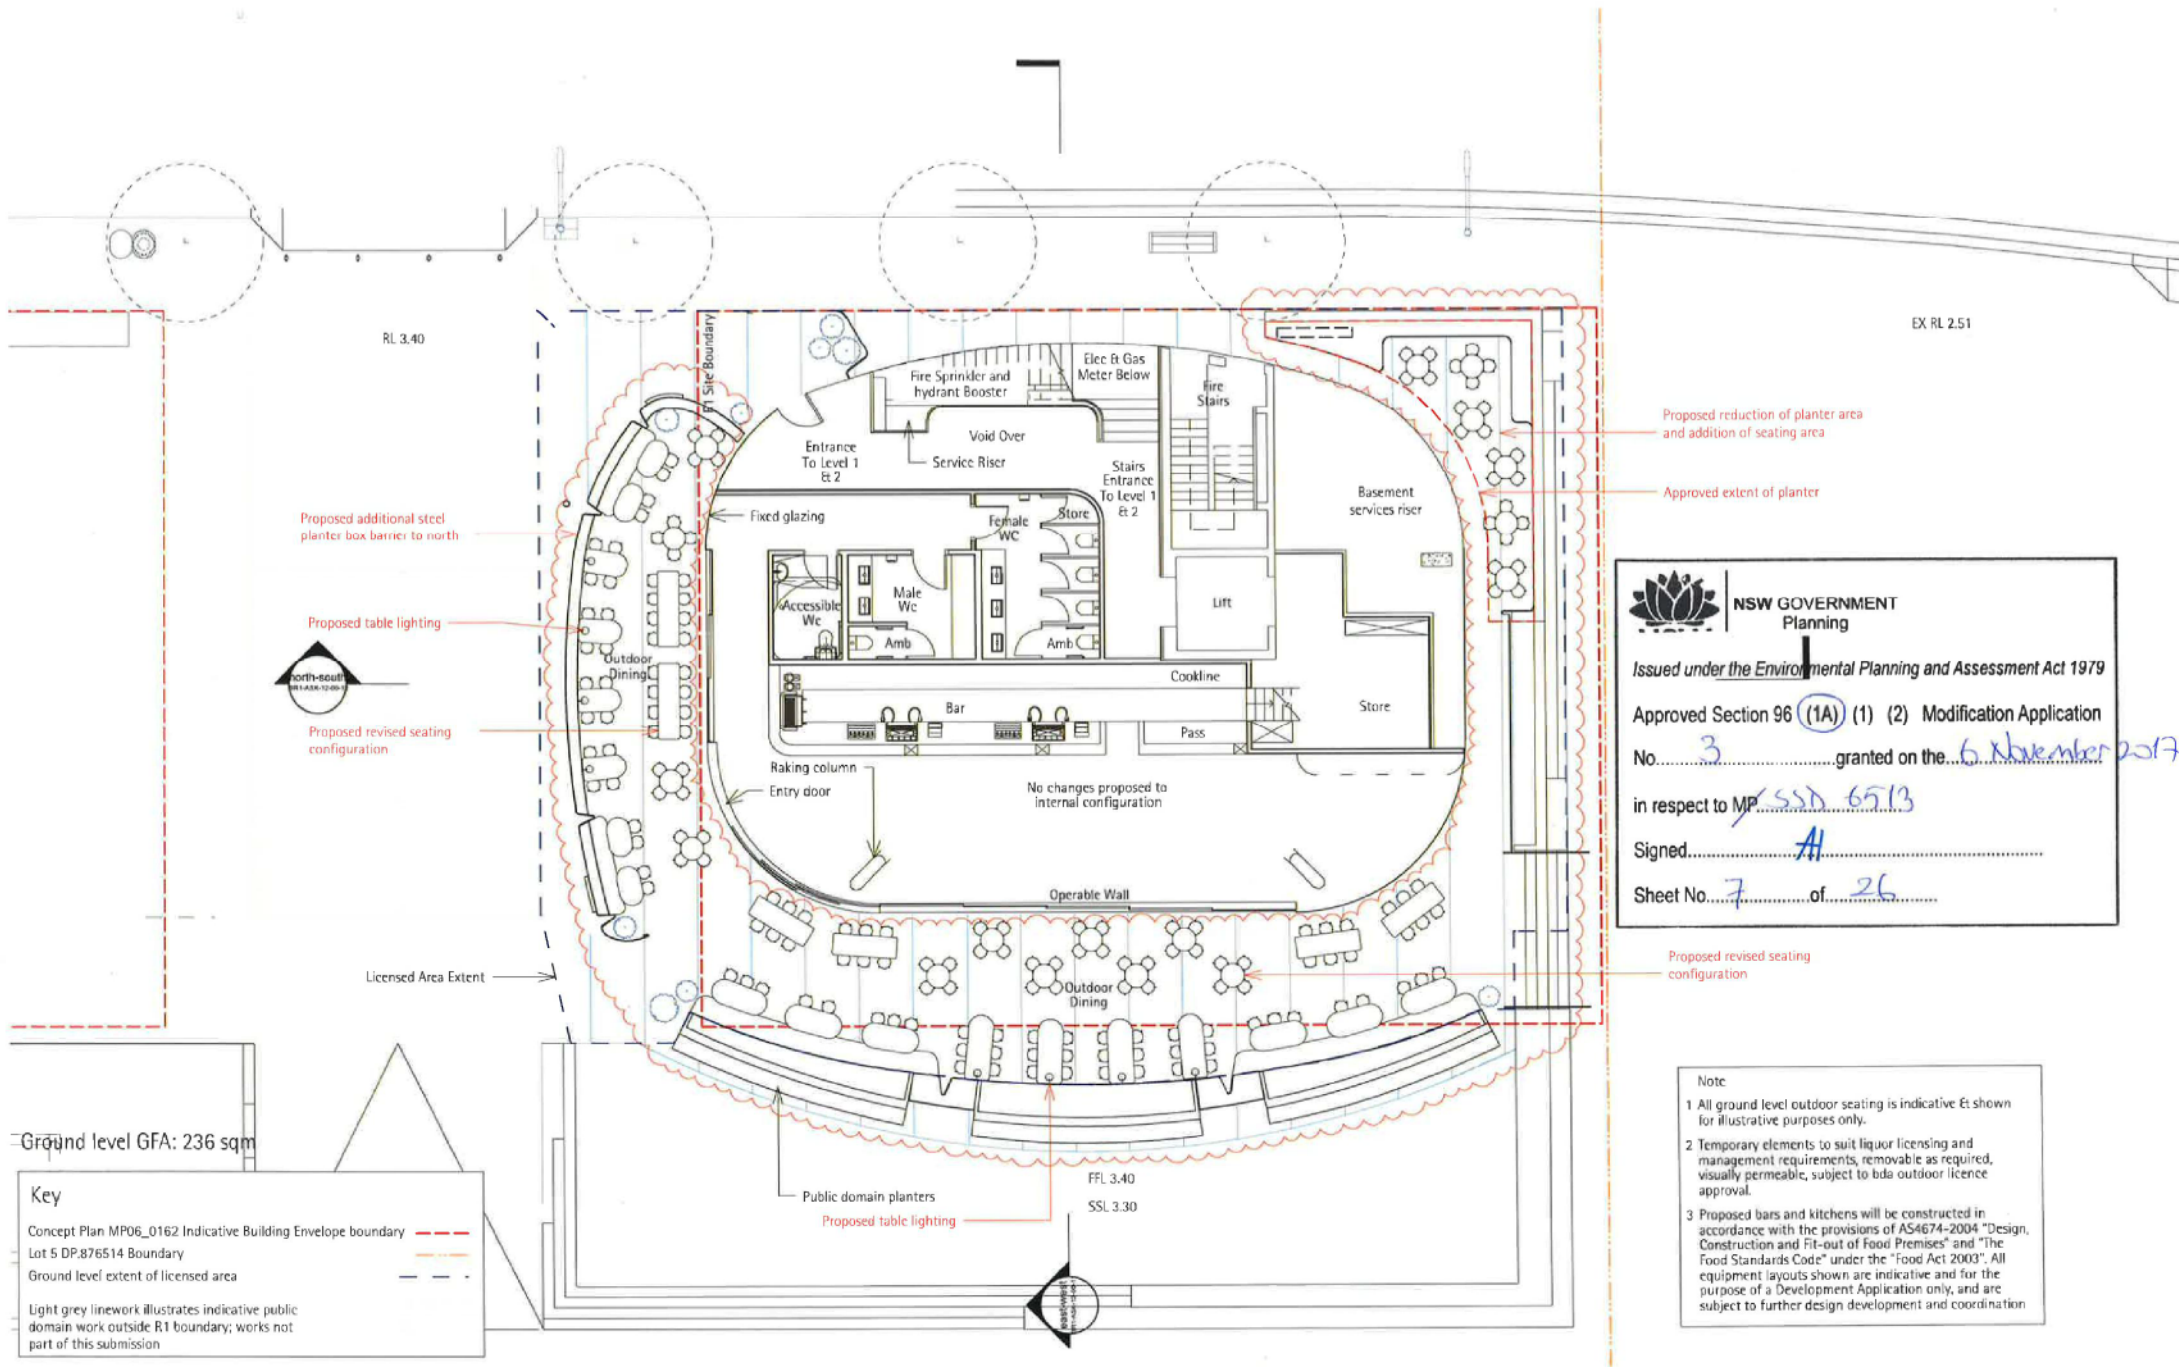 RL 3.40
EX RL 2.51
R1 Site Boundary
Fire Sprinkler and
hydrant Booster
Elec & Gas
Meter Below
Fire
Stairs
Void Over
Service Riser
Entrance
To Level 1
& 2
Stairs
Entrance
To Level 1
& 2
Basement
services riser
Fixed glazing
Female
WC
Store
Accessible
Wc
Male
Wc
Amb
Amb
Lift
Cookline
Bar
Pass
Store
Raking column
Entry door
No changes proposed to
internal configuration
Operable Wall
Outdoor
Dining
Outdoor
Dining
Proposed additional steel
planter box barrier to north
Proposed table lighting
north-south
Proposed revised seating
configuration
Licensed Area Extent
Proposed reduction of planter area
and addition of seating area
Approved extent of planter
NSW GOVERNMENT
Planning
Issued under the Environmental Planning and Assessment Act 1979
Approved Section 96 (1A) (1) (2) Modification Application
No. 3 granted on the 6 November 2017
in respect to MP SSD 6513
Signed AH
Sheet No. 7 of 26
Proposed revised seating
configuration
Public domain planters
Proposed table lighting
FFL 3.40
SSL 3.30
east-west
Ground level GFA: 236 sqm
Key
Concept Plan MP06_0162 Indicative Building Envelope boundary
Lot 5 DP.876514 Boundary
Ground level extent of licensed area
Light grey linework illustrates indicative public
domain work outside R1 boundary; works not
part of this submission
Note
1 All ground level outdoor seating is indicative & shown
for illustrative purposes only.
2 Temporary elements to suit liquor licensing and
management requirements, removable as required,
visually permeable, subject to bda outdoor licence
approval.
3 Proposed bars and kitchens will be constructed in
accordance with the provisions of AS4674-2004 "Design,
Construction and Fit-out of Food Premises" and "The
Food Standards Code" under the "Food Act 2003". All
equipment layouts shown are indicative and for the
purpose of a Development Application only, and are
subject to further design development and coordination